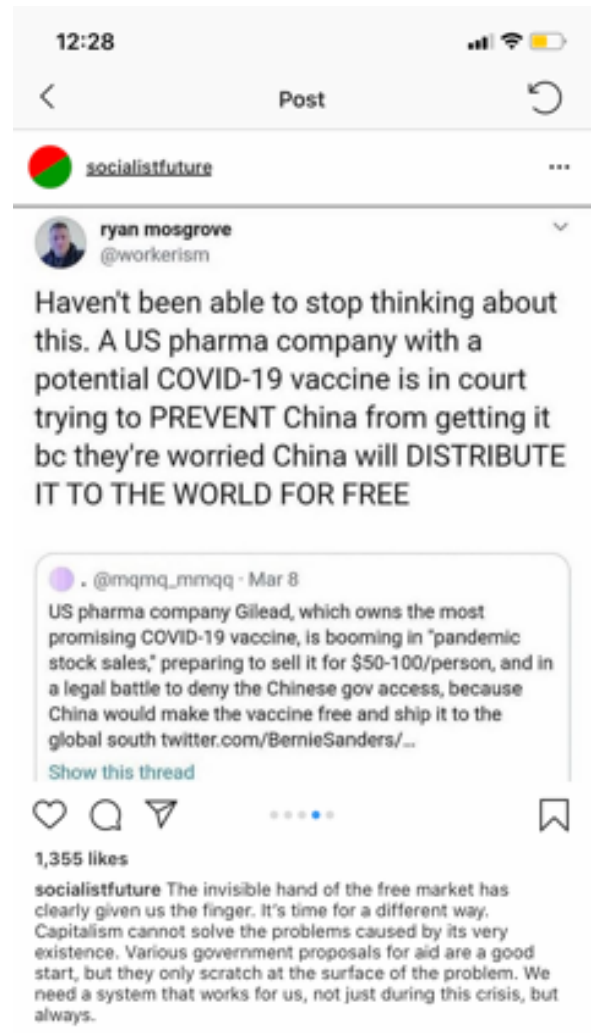 12:28
Post
socialistfuture
ryan mosgrove
@workerism
Haven't been able to stop thinking about
this. A US pharma company with a
potential COVID-19 vaccine is in court
trying to PREVENT China from getting it
bc they're worried China will DISTRIBUTE
IT TO THE WORLD FOR FREE
. @mqmq_mmqq · Mar 8
US pharma company Gilead, which owns the most
promising COVID-19 vaccine, is booming in "pandemic
stock sales," preparing to sell it for $50-100/person, and in
a legal battle to deny the Chinese gov access, because
China would make the vaccine free and ship it to the
global south twitter.com/BernieSanders/...
Show this thread
1,355 likes
socialistfuture The invisible hand of the free market has
clearly given us the finger. It's time for a different way.
Capitalism cannot solve the problems caused by its very
existence. Various government proposals for aid are a good
start, but they only scratch at the surface of the problem. We
need a system that works for us, not just during this crisis, but
always.